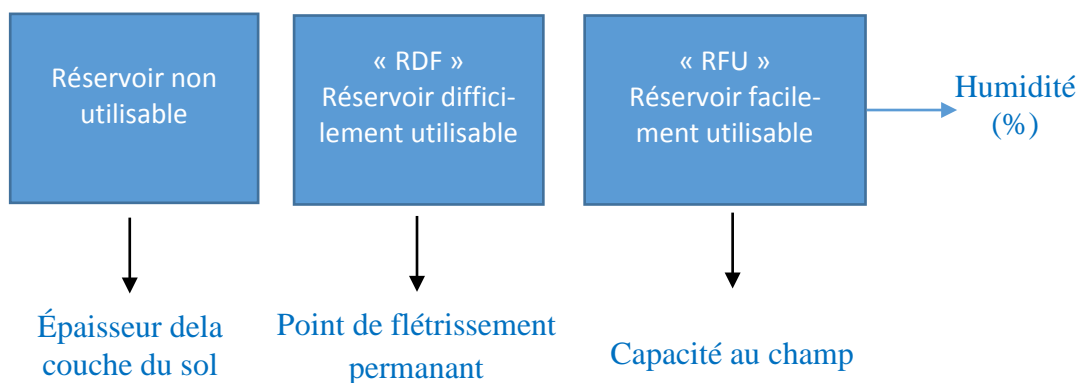 Réservoir non
utilisable
« RDF »
Réservoir diffici-
lement utilisable
« RFU »
Réservoir facile-
ment utilisable
Humidité
(%)
Épaisseur dela
couche du sol
Point de flétrissement
permanant
Capacité au champ